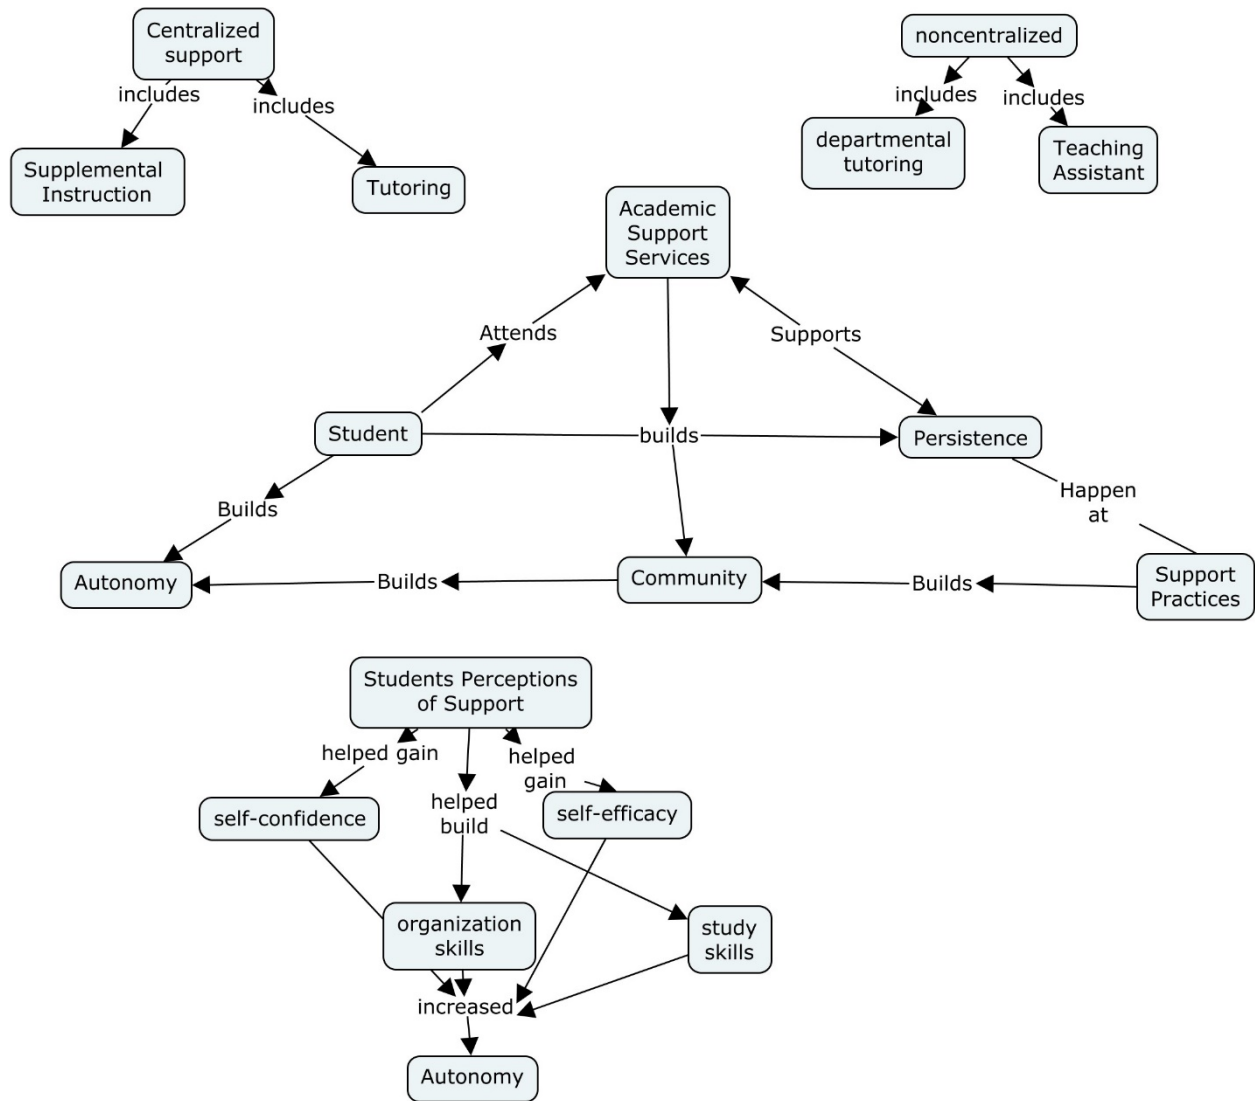 Centralized
support
noncentralized
includes
includes
includes
includes
Supplemental
Instruction
Tutoring
departmental
tutoring
Teaching
Assistant
Academic
Support
Services
Attends
Supports
Student
builds
Persistence
Happen
at
Builds
Autonomy
Builds
Community
Builds
Support
Practices
Students Perceptions
of Support
helped gain
helped
gain
helped
build
self-confidence
self-efficacy
organization
skills
study
skills
increased
Autonomy